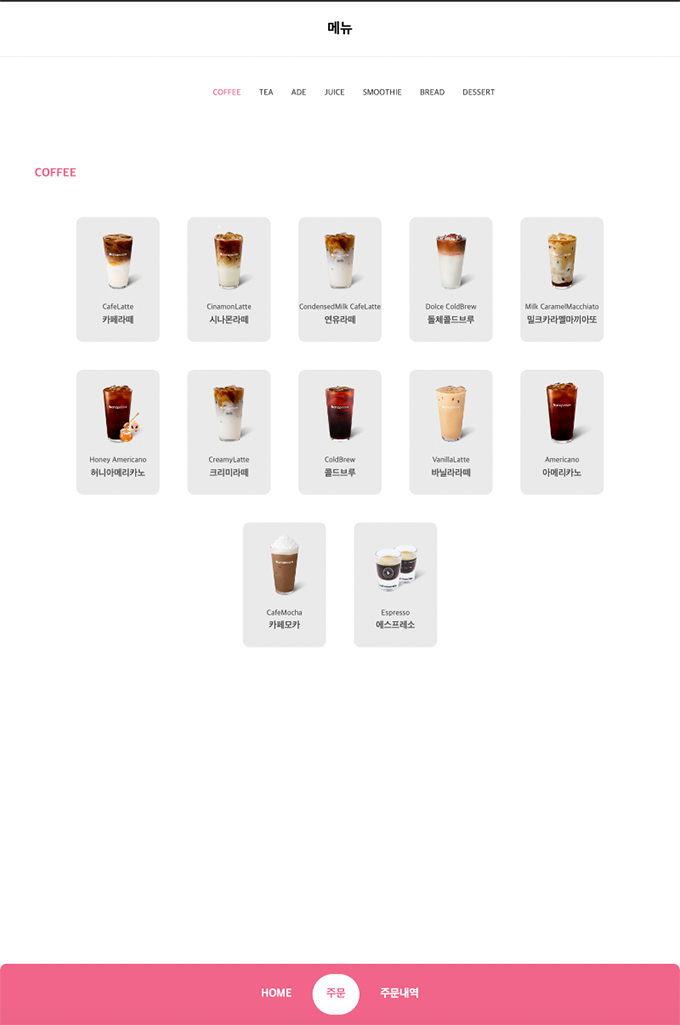 메뉴
COFFEE TEA ADE JUICE SMOOTHIE BREAD DESSERT
COFFEE
CafeLatte
카페라떼
CinamonLatte
시나몬라떼
CondensedMilk CafeLatte
연유라떼
Dolce ColdBrew
돌체콜드브루
Milk CaramelMacchiato
밀크카라멜마끼아또
Honey Americano
허니아메리카노
CreamyLatte
크리미라떼
ColdBrew
콜드브루
VanillaLatte
바닐라라떼
Americano
아메리카노
CafeMocha
카페모카
Espresso
에스프레소
HOME 주문 주문내역